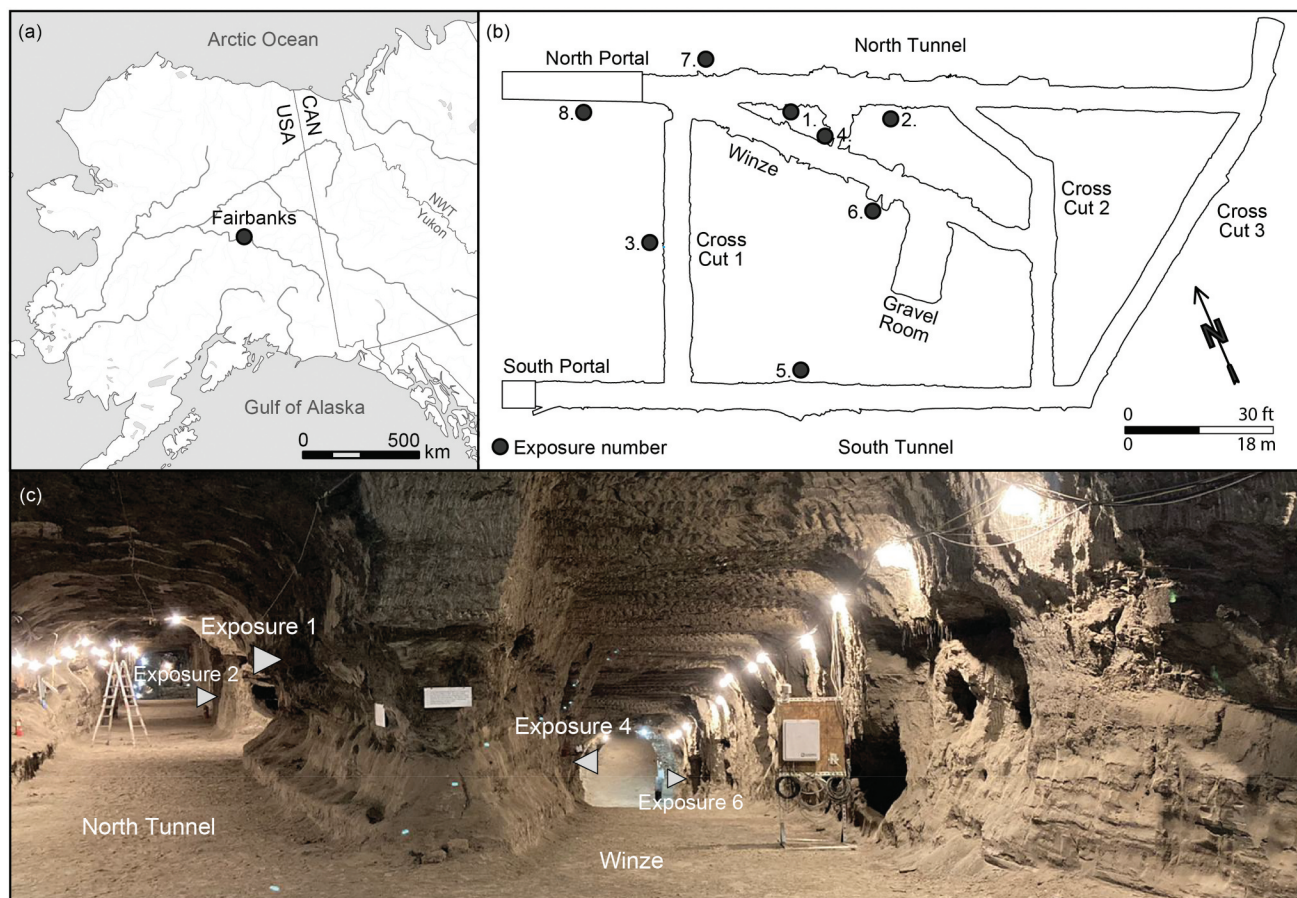 (a)
Arctic Ocean
CAN
USA
NWT
Yukon
Fairbanks
Gulf of Alaska
0 500
km
(b)
North Portal
7.
North Tunnel
8.
1.
2.
4.
Winze
6.
3.
Cross
Cut 1
Cross
Cut 2
Cross
Cut 3
Gravel
Room
N
South Portal
5.
0 30 ft
0 18 m
Exposure number
South Tunnel
(c)
Exposure 1
Exposure 2
Exposure 4
Exposure 6
North Tunnel
Winze